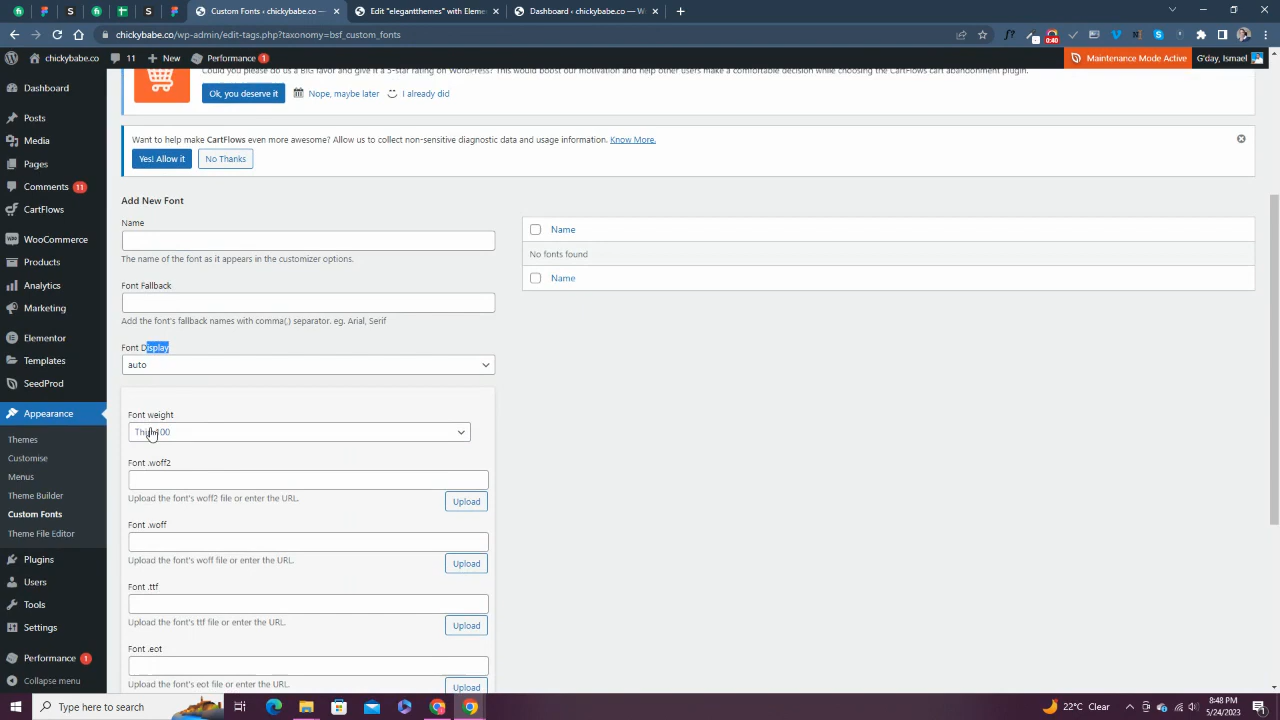 Custom Fonts — chickybabe.co —
Edit "elegantthemes" with Eleme
Dashboard ‹ chickybabe.co — W
chickybabe.co/wp-admin/edit-tags.php?taxonomy=bsf_custom_fonts
0:40
chickybabe.co
11
New
Performance 1
Maintenance Mode Active
G'day, Ismael
Dashboard
Posts
Media
Pages
Comments 11
CartFlows
WooCommerce
Products
Analytics
Marketing
Elementor
Templates
SeedProd
Appearance
Themes
Customise
Menus
Theme Builder
Custom Fonts
Theme File Editor
Plugins
Users
Tools
Settings
Performance 1
Collapse menu
Could you please do us a BIG favor and give it a 5-star rating on WordPress? This would boost our motivation and help other users make a comfortable decision while choosing the CartFlows cart abandonment plugin.
Ok, you deserve it
Nope, maybe later
I already did
Want to help make CartFlows even more awesome? Allow us to collect non-sensitive diagnostic data and usage information. Know More.
Yes! Allow it
No Thanks
Add New Font
Name
The name of the font as it appears in the customizer options.
Font Fallback
Add the font's fallback names with comma(,) separator. eg. Arial, Serif
Font Display
auto
Font weight
Thin 100
Font .woff2
Upload the font's woff2 file or enter the URL.
Upload
Font .woff
Upload the font's woff file or enter the URL.
Upload
Font .ttf
Upload the font's ttf file or enter the URL.
Upload
Font .eot
Upload the font's eot file or enter the URL.
Upload
Name
No fonts found
Name
Type here to search
22°C Clear
8:48 PM
5/24/2023